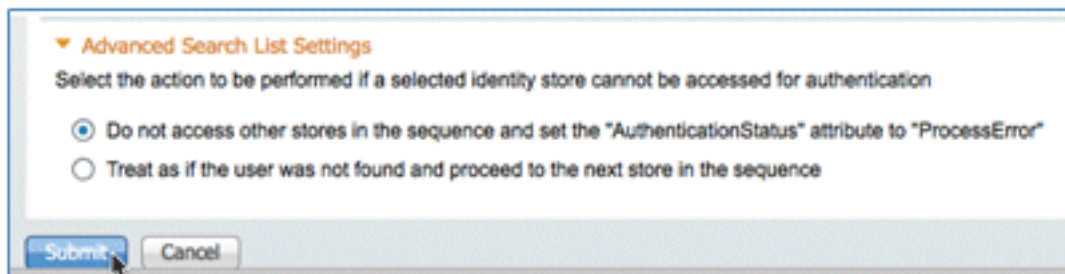 Advanced Search List Settings
Select the action to be performed if a selected identity store cannot be accessed for authentication
Do not access other stores in the sequence and set the "AuthenticationStatus" attribute to "ProcessError"
Treat as if the user was not found and proceed to the next store in the sequence
Submit Cancel